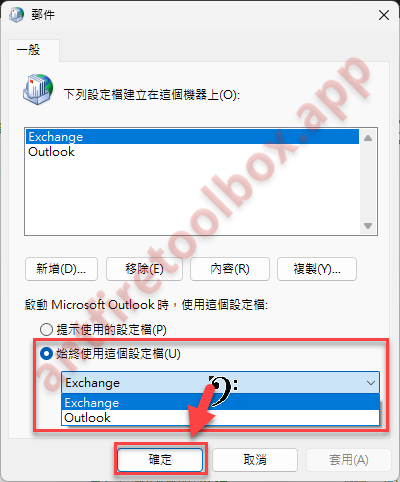 郵件
一般
下列設定檔建立在這個機器上(O):
Exchange
Outlook
新增(D)...
移除(E)
內容(R)
複製(Y)...
啟動 Microsoft Outlook 時，使用這個設定檔:
提示使用的設定檔(P)
始終使用這個設定檔(U)
Exchange
Exchange
Outlook
確定
取消
套用(A)
anyfiretoolbox.app